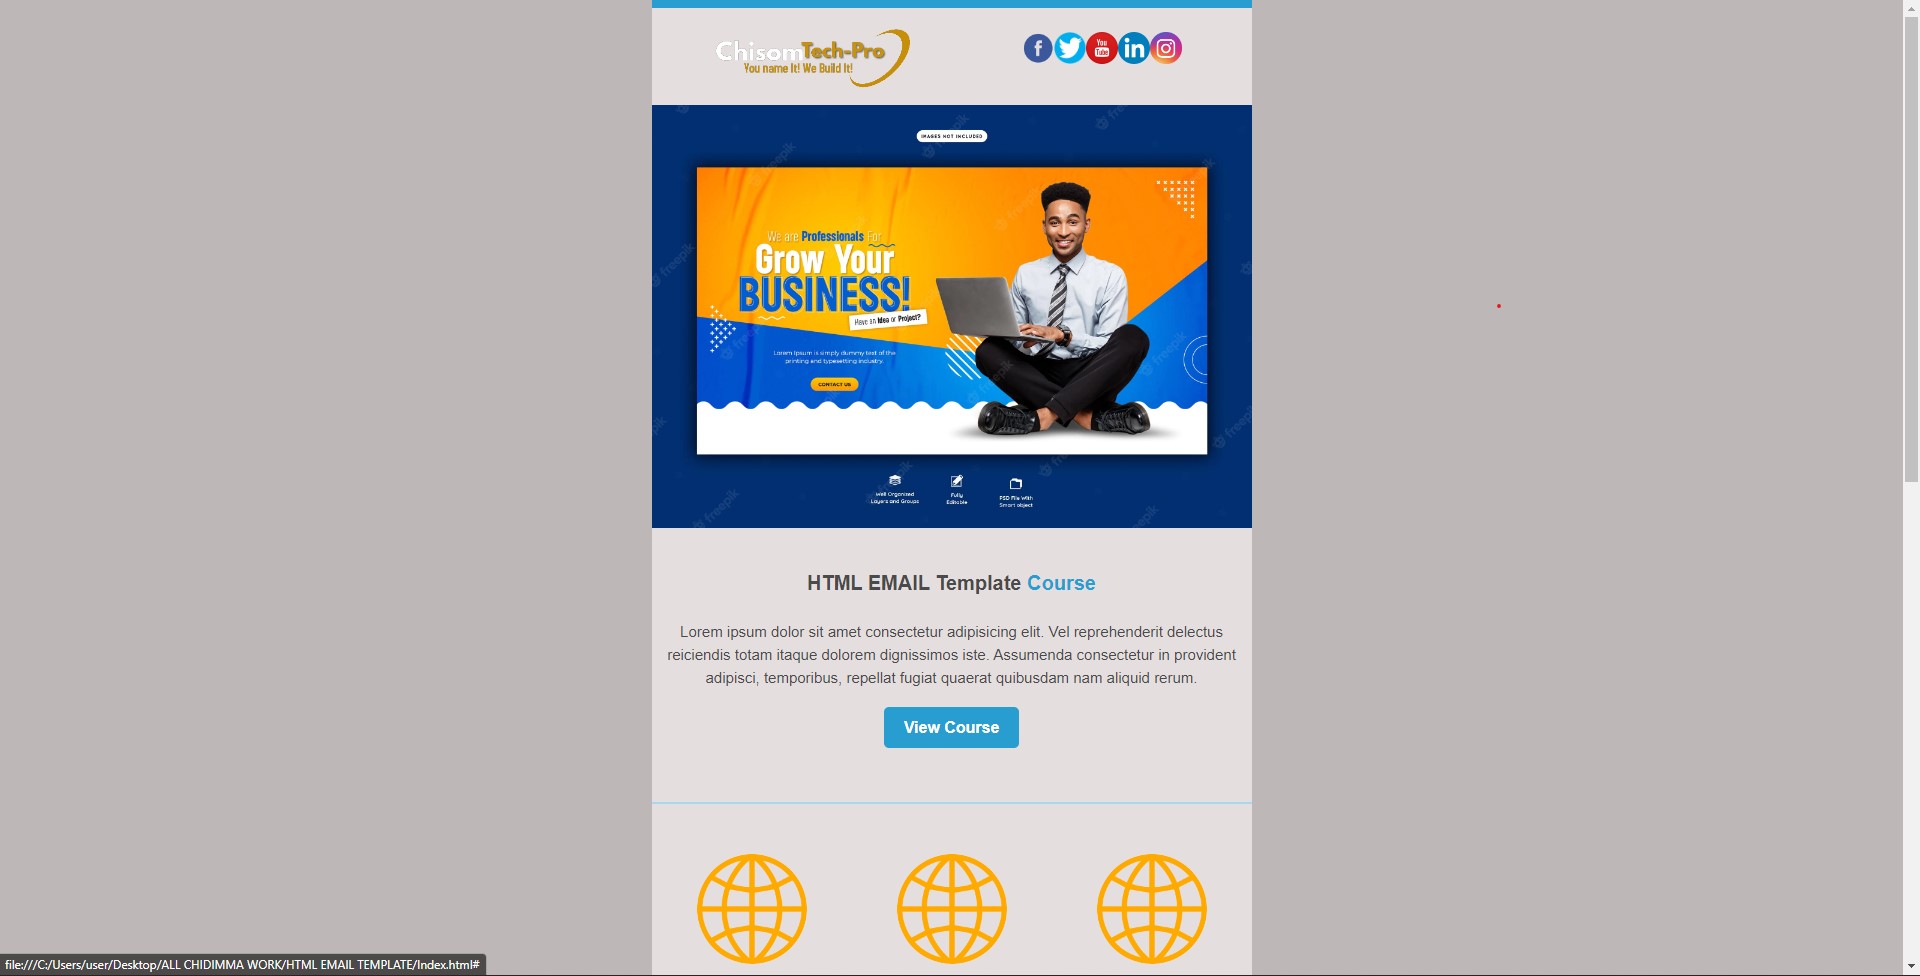 ChisomTech-Pro
You name It! We Build It!
You
Tube
IMAGES NOT INCLUDED
We are Professionals For
Grow Your
BUSINESS!
Have an Idea or Project?
Lorem Ipsum is simply dummy text of the
printing and typesetting industry.
CONTACT US
Well Organized
Layers and Groups
Fully
Editable
PSD File With
Smart object
freepik
HTML EMAIL Template Course
Lorem ipsum dolor sit amet consectetur adipisicing elit. Vel reprehenderit delectus
reiciendis totam itaque dolorem dignissimos iste. Assumenda consectetur in provident
adipisci, temporibus, repellat fugiat quaerat quibusdam nam aliquid rerum.
View Course
file:///C:/Users/user/Desktop/ALL CHIDIMMA WORK/HTML EMAIL TEMPLATE/Index.html#